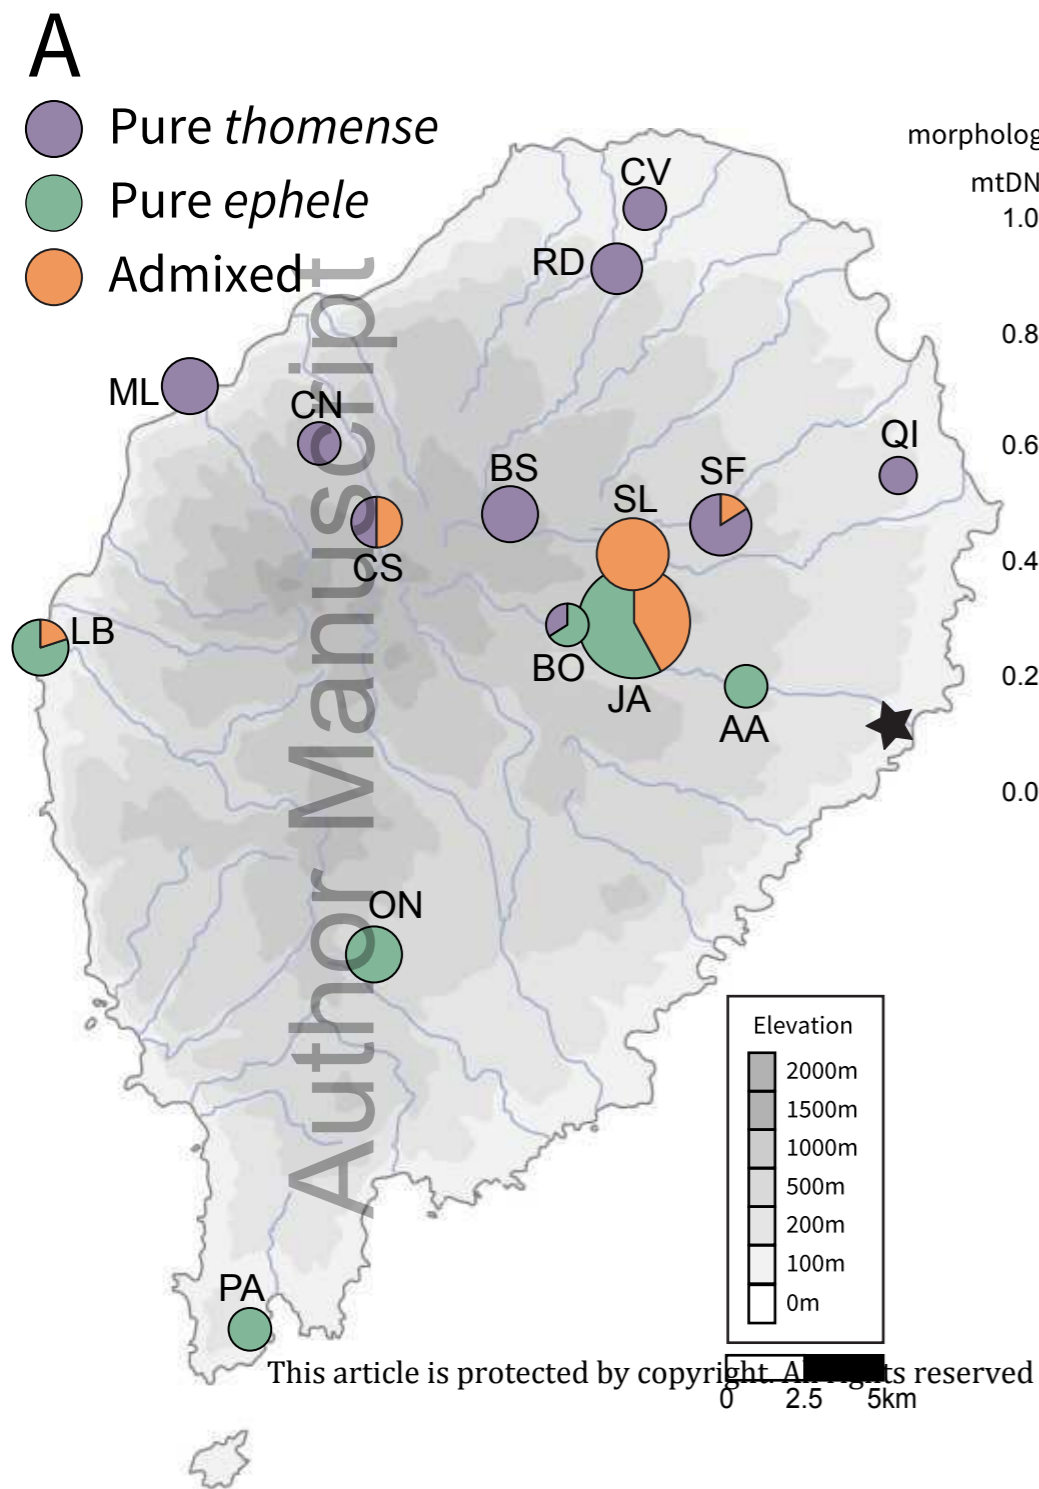 A
Pure thomense
Pure ephele
Admixed
morpholog
mtDN
1.0
0.8
0.6
0.4
0.2
0.0
CV
RD
ML
CN
BS
SF
QI
SL
CS
LB
BO
JA
AA
ON
PA
Author Manuscript
Elevation
2000m
1500m
1000m
500m
200m
100m
0m
This article is protected by copyright. All rights reserved
0 2.5 5km